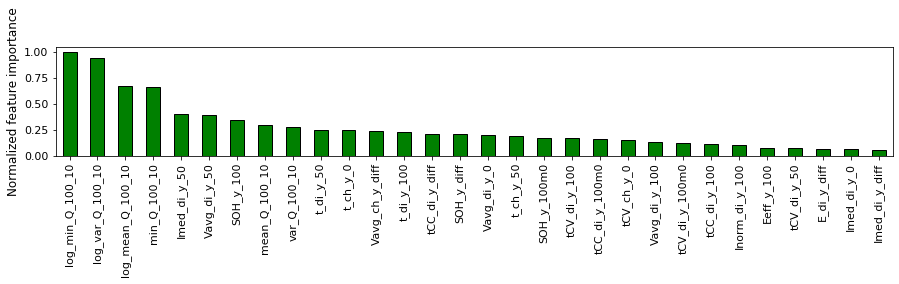 Normalized feature importance
1.00
0.75
0.50
0.25
0.00
log_min_Q_100_10
log_var_Q_100_10
log_mean_Q_100_10
min_Q_100_10
Imed_di_y_50
Vavg_di_y_50
SOH_y_100
mean_Q_100_10
var_Q_100_10
t_di_y_50
t_ch_y_0
Vavg_ch_y_diff
t_di_y_100
tCC_di_y_diff
SOH_y_diff
Vavg_di_y_0
t_ch_y_50
SOH_y_100m0
tCV_di_y_100
tCC_di_y_100m0
tCV_ch_y_0
Vavg_di_y_100
tCV_di_y_100m0
tCC_di_y_100
Inorm_di_y_100
Eeff_y_100
tCV_di_y_50
E_di_y_diff
Imed_di_y_0
Imed_di_y_diff